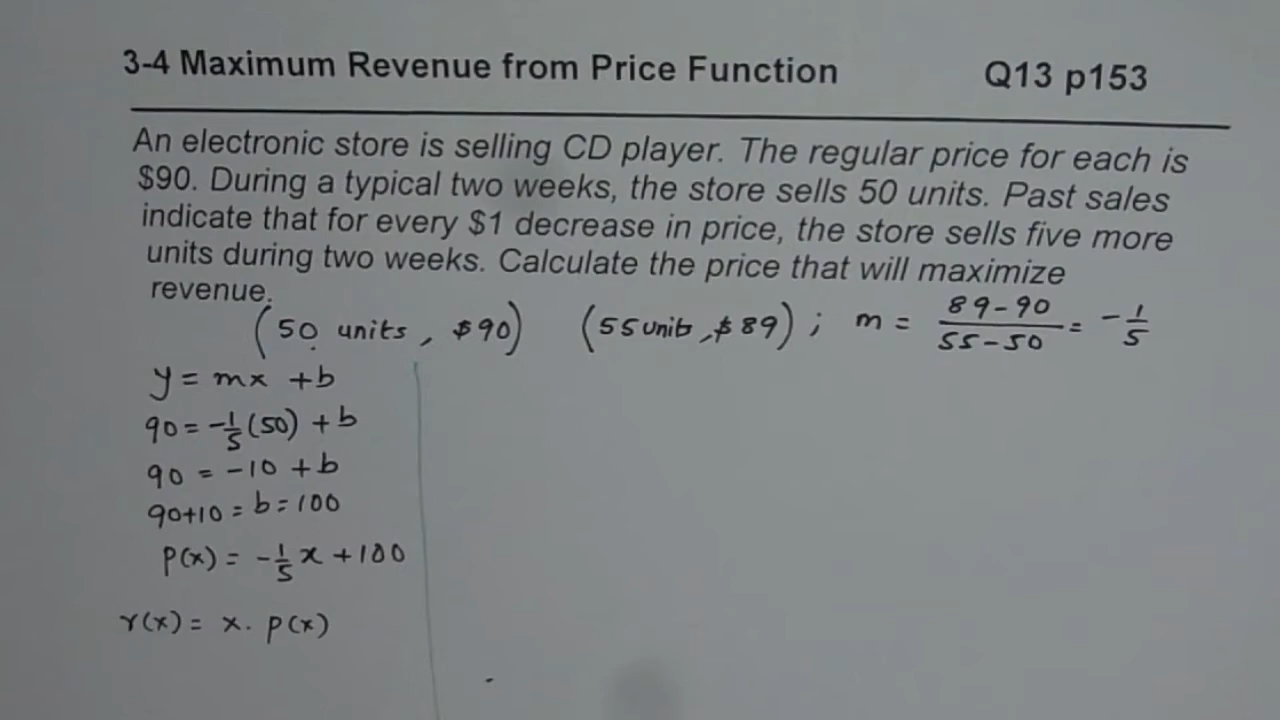 3-4 Maximum Revenue from Price Function Q13 p153
An electronic store is selling CD player. The regular price for each is
$90. During a typical two weeks, the store sells 50 units. Past sales
indicate that for every $1 decrease in price, the store sells five more
units during two weeks. Calculate the price that will maximize
revenue.
(50 units, $90) (55 units, $89); m = 89-90/55-50 = -1/5
y = mx + b
90 = -1/5(50) + b
90 = -10 + b
90+10 = b = 100
p(x) = -1/5 x + 100
r(x) = x. p(x)